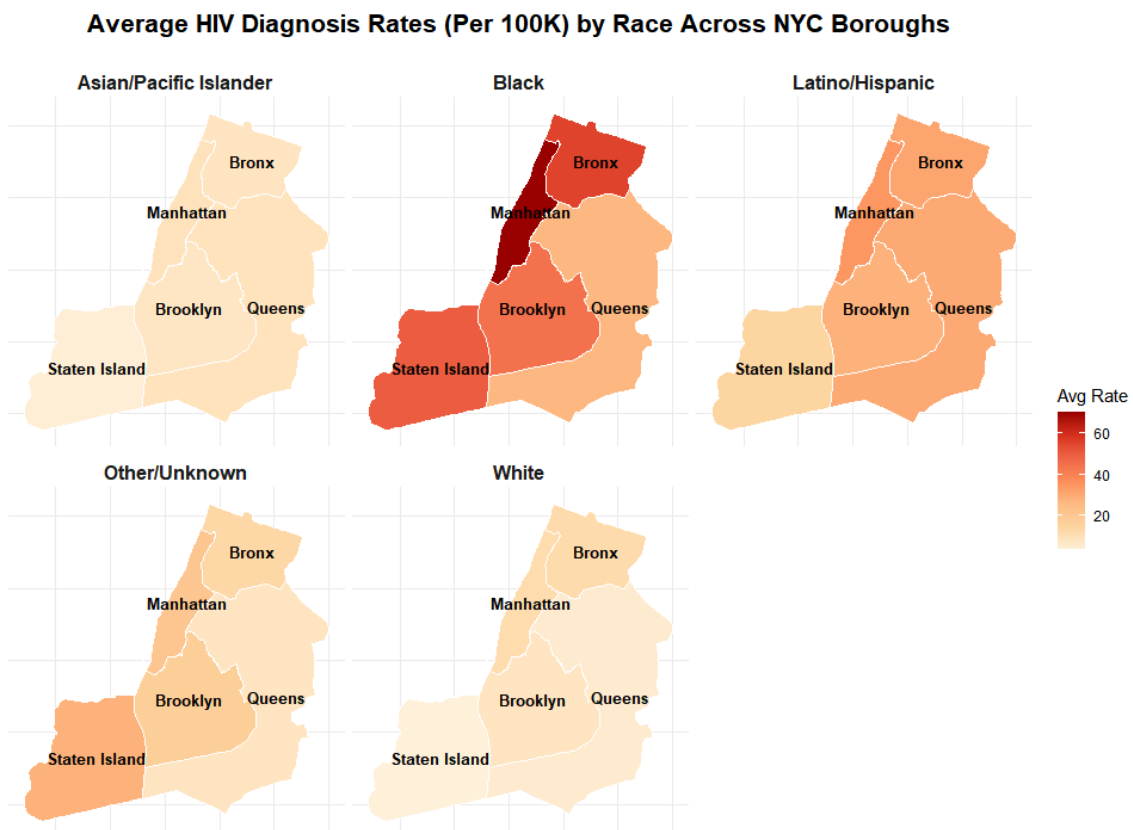 Average HIV Diagnosis Rates (Per 100K) by Race Across NYC Boroughs
Asian/Pacific Islander
Black
Latino/Hispanic
Bronx
Manhattan
Brooklyn
Queens
Staten Island
Bronx
Manhattan
Brooklyn
Queens
Staten Island
Bronx
Manhattan
Brooklyn
Queens
Staten Island
Avg Rate
60
40
20
Other/Unknown
White
Bronx
Manhattan
Brooklyn
Queens
Staten Island
Bronx
Manhattan
Brooklyn
Queens
Staten Island